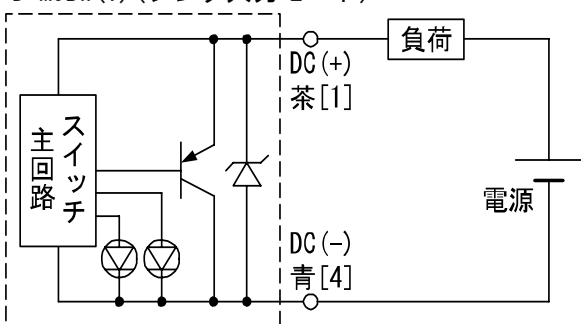 負荷
DC(+)
茶[1]
スイッチ
主回路
電源
DC(-)
青[4]